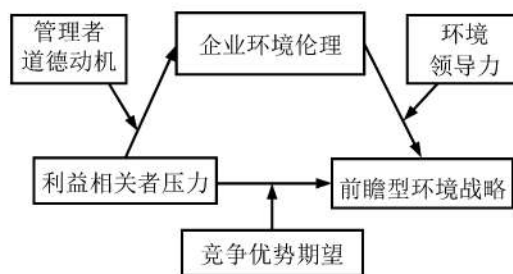 管理者
道德动机
企业环境伦理
环境
领导力
利益相关者压力
前瞻型环境战略
竞争优势期望